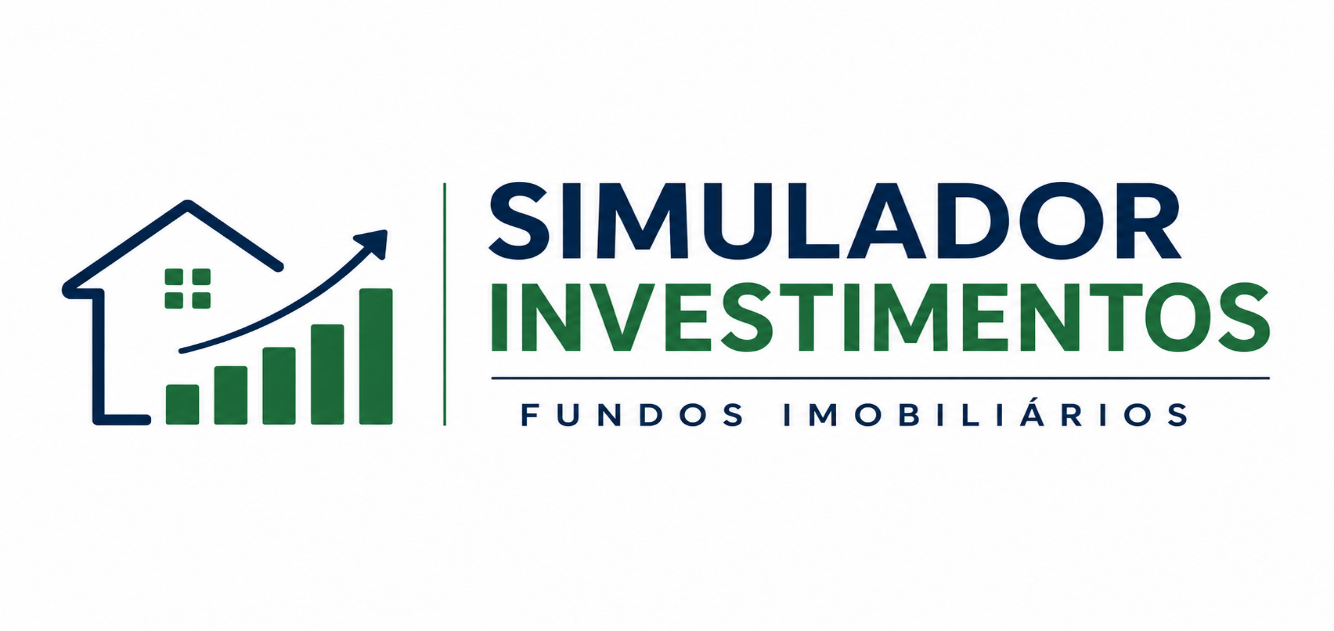 SIMULADOR
INVESTIMENTOS
FUNDOS IMOBILIÁRIOS